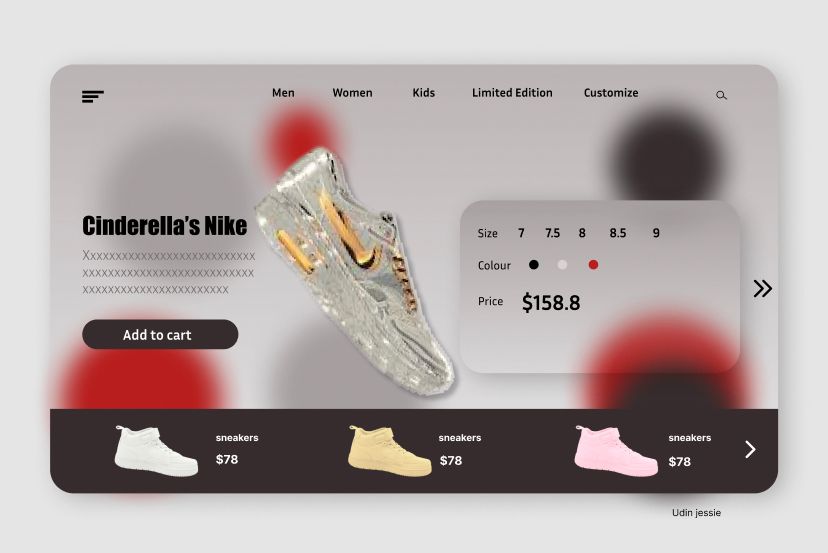 Men Women Kids Limited Edition Customize
Cinderella's Nike
Xxxxxxxxxxxxxxxxxxxxxxxxxxx
xxxxxxxxxxxxxxxxxxxxxxxxxxx
xxxxxxxxxxxxxxxxxxxxxxx
Add to cart
Size 7 7.5 8 8.5 9
Colour
Price $158.8
sneakers
$78
sneakers
$78
sneakers
$78
Udin jessie